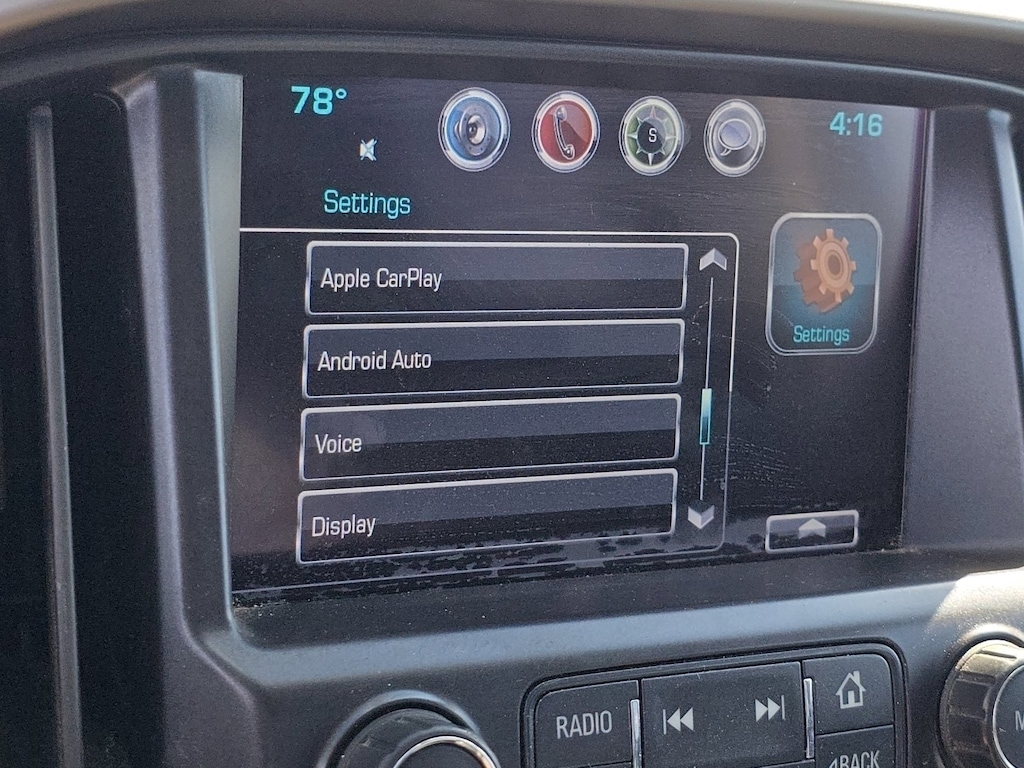 78°
S
4:16
Settings
Apple CarPlay
Android Auto
Voice
Display
Settings
RADIO
BACK
M